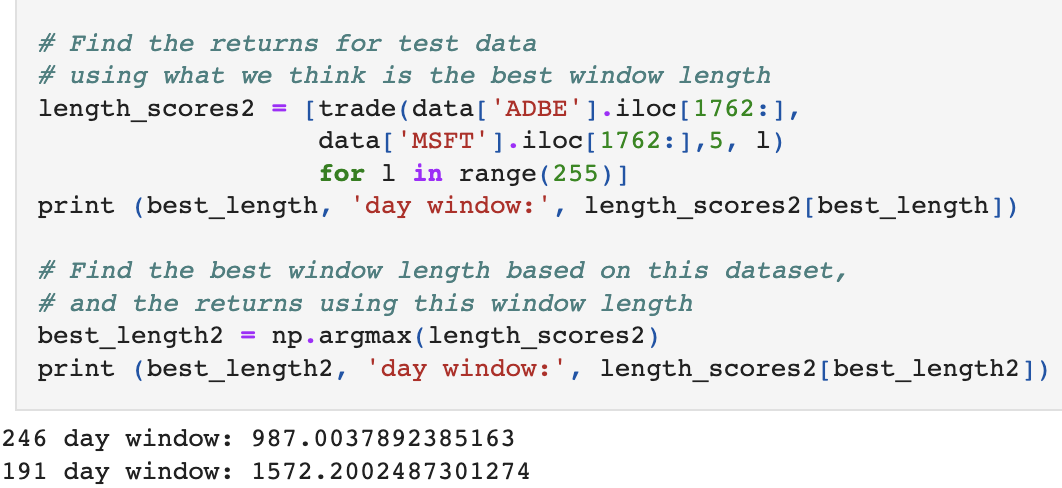 # Find the returns for test data
# using what we think is the best window length
length_scores2 = [trade(data['ADBE'].iloc[1762:],
                  data['MSFT'].iloc[1762:],5, l)
                  for l in range(255)]
print (best_length, 'day window:', length_scores2[best_length])

# Find the best window length based on this dataset,
# and the returns using this window length
best_length2 = np.argmax(length_scores2)
print (best_length2, 'day window:', length_scores2[best_length2])
246 day window: 987.0037892385163
191 day window: 1572.2002487301274